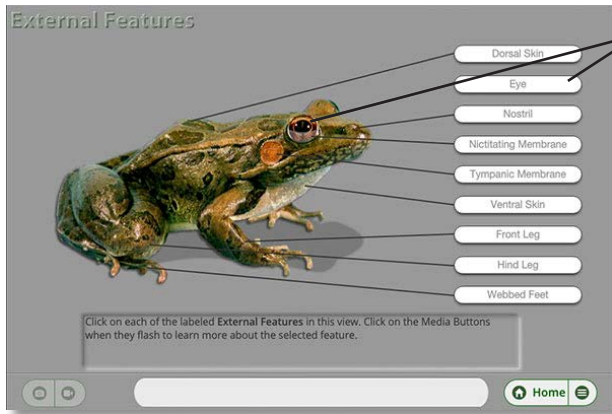 External Features
Dorsal Skin
Eye
Nostril
Nictitating Membrane
Tympanic Membrane
Ventral Skin
Front Leg
Hind Leg
Webbed Feet
Click on each of the labeled External Features in this view. Click on the Media Buttons
when they flash to learn more about the selected feature.
Home